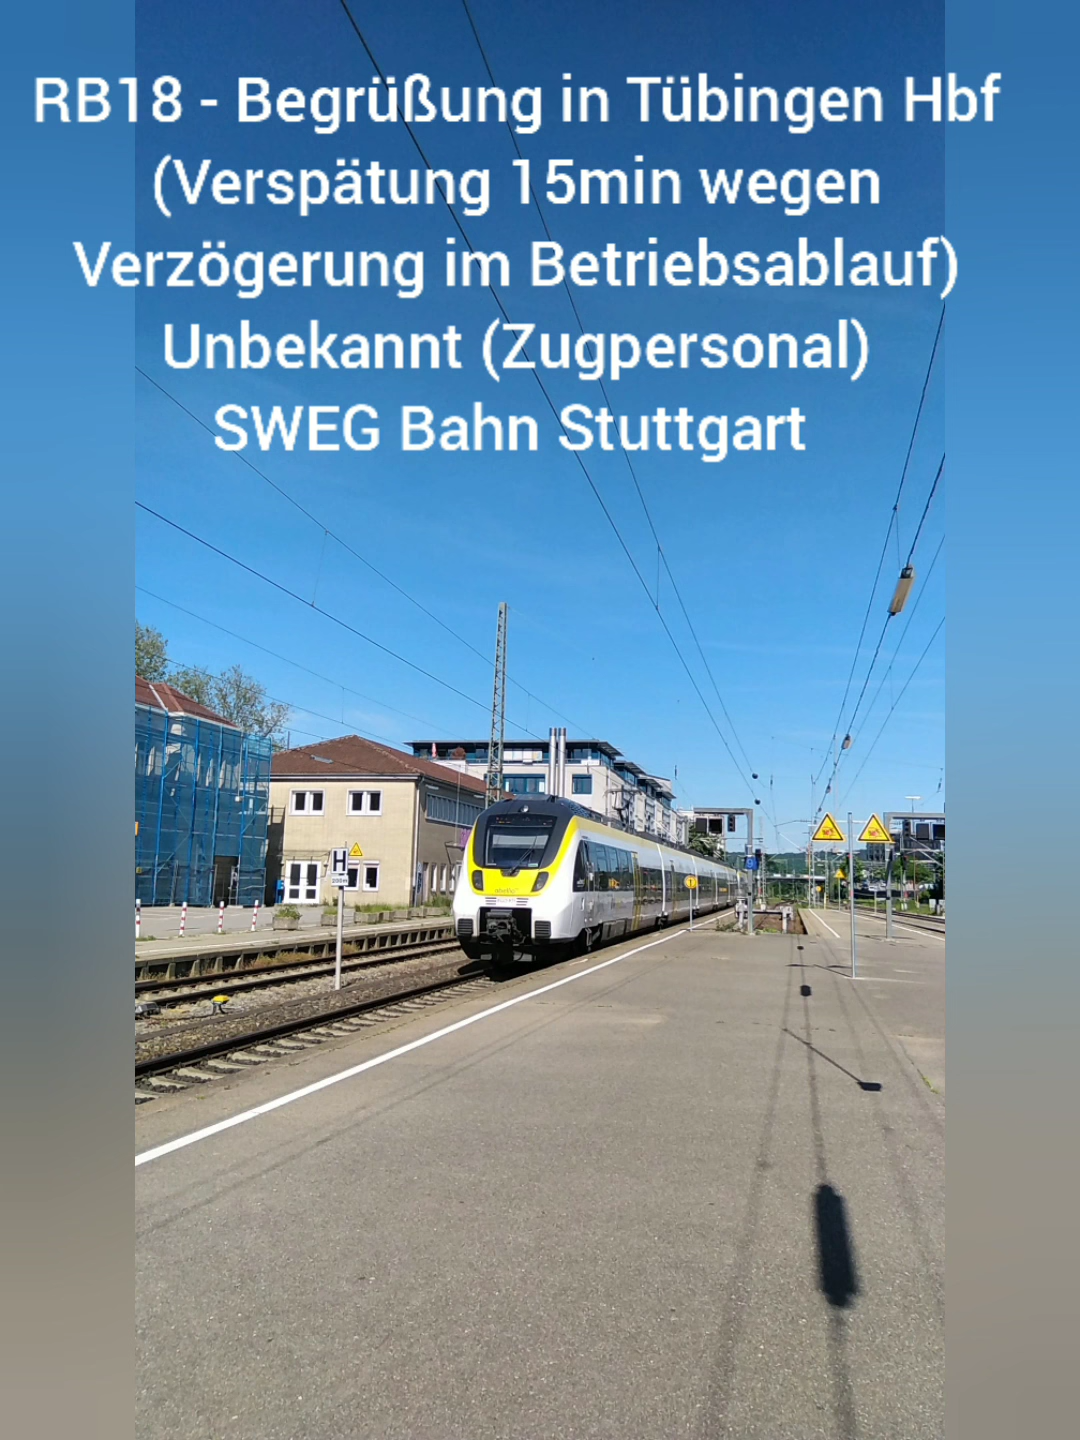 RB18 - Begrüßung in Tübingen Hbf
(Verspätung 15min wegen
Verzögerung im Betriebsablauf)
Unbekannt (Zugpersonal)
SWEG Bahn Stuttgart
H